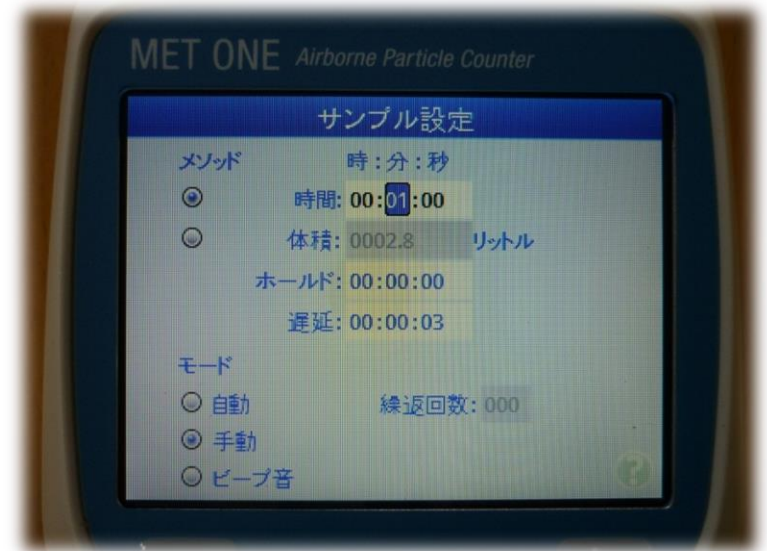 MET ONE Airborne Particle Counter
サンプル設定
メソッド 時:分:秒
時間: 00:01:00
体積: 0002.8 リットル
ホールド: 00:00:00
遅延: 00:00:03
モード
自動 繰返回数: 000
手動
ビープ音
?